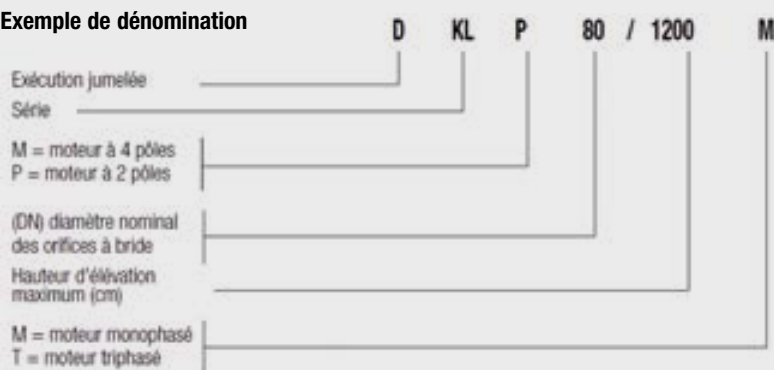 Exemple de dénomination
D KL P 80 / 1200 M
Exécution jumelée
Série
M = moteur à 4 pôles
P = moteur à 2 pôles
(DN) diamètre nominal
des orifices à bride
Hauteur d'élévation
maximum (cm)
M = moteur monophasé
T = moteur triphasé